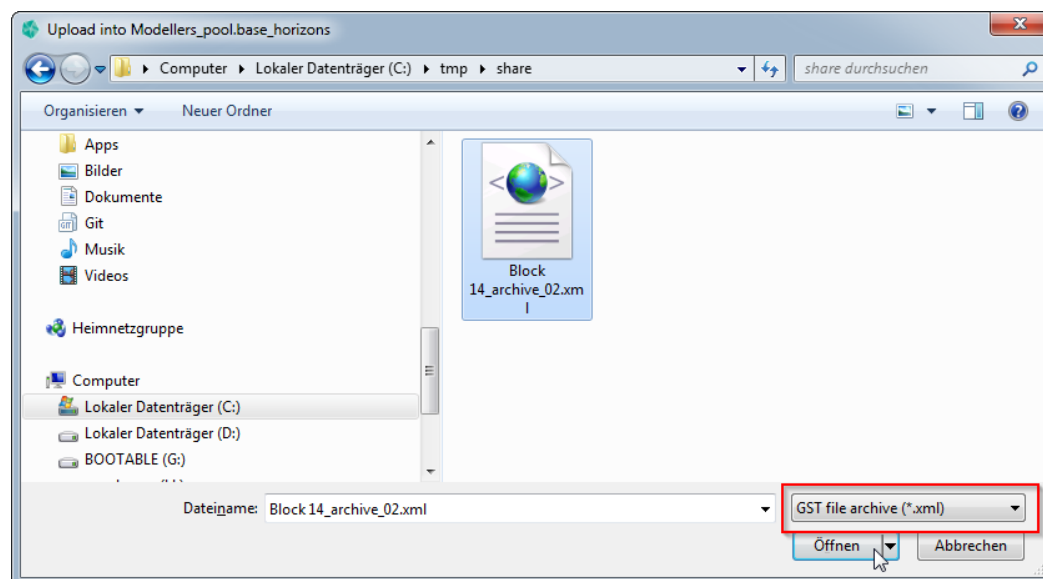 Upload into Modellers_pool.base_horizons
Computer Lokaler Datenträger (C:) tmp share
share durchsuchen
Organisieren Neuer Ordner
Apps
Bilder
Dokumente
GIT
Git
Musik
Videos
Heimnetzgruppe
Computer
Lokaler Datenträger (C:)
Lokaler Datenträger (D:)
BOOTABLE (G:)
Block
14_archive_02.xm
l
Dateiname: Block 14_archive_02.xml
GST file archive (*.xml)
Öffnen Abbrechen